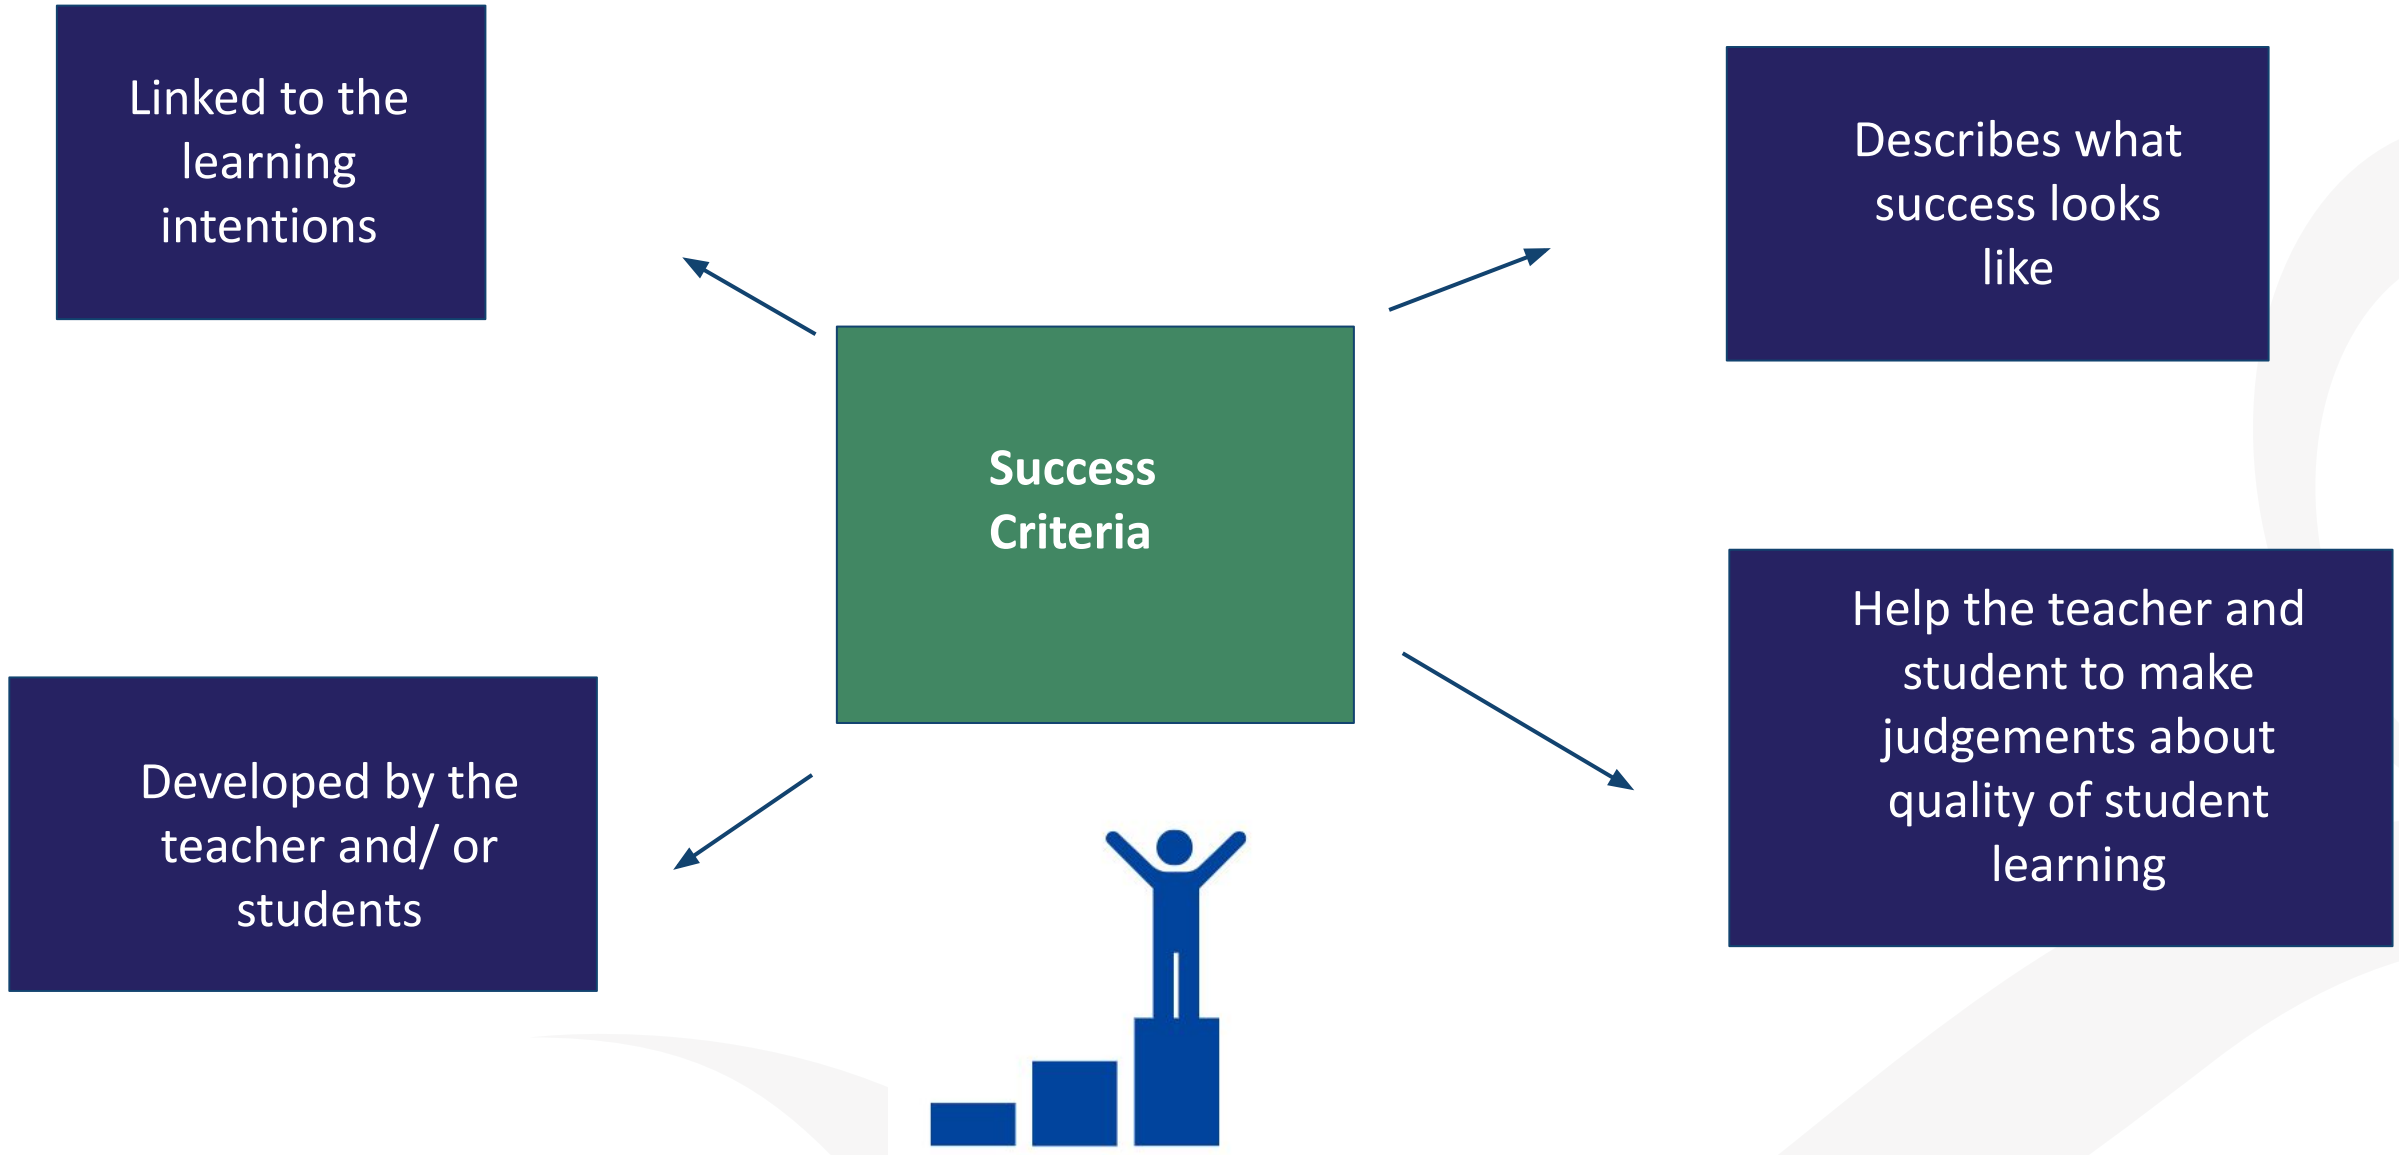 Linked to the
learning
intentions
Describes what
success looks
like
Success
Criteria
Developed by the
teacher and/ or
students
Help the teacher and
student to make
judgements about
quality of student
learning